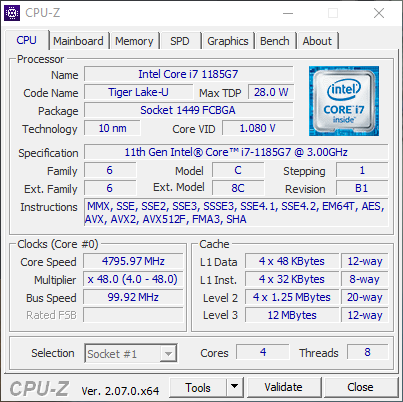 CPU-Z
CPU Mainboard Memory SPD Graphics Bench About
Processor
Name Intel Core i7 1185G7
Code Name Tiger Lake-U Max TDP 28.0 W
Package Socket 1449 FCBGA
Technology 10 nm Core VID 1.080 V
intel
CORE i7
inside™
Specification 11th Gen Intel® Core™ i7-1185G7 @ 3.00GHz
Family 6 Model C Stepping 1
Ext. Family 6 Ext. Model 8C Revision B1
Instructions MMX, SSE, SSE2, SSE3, SSSE3, SSE4.1, SSE4.2, EM64T, AES,
AVX, AVX2, AVX512F, FMA3, SHA
Clocks (Core #0)
Core Speed 4795.97 MHz
Multiplier x 48.0 (4.0 - 48.0)
Bus Speed 99.92 MHz
Rated FSB
Cache
L1 Data 4 x 48 KBytes 12-way
L1 Inst. 4 x 32 KBytes 8-way
Level 2 4 x 1.25 MBytes 20-way
Level 3 12 MBytes 12-way
Selection Socket #1 Cores 4 Threads 8
CPU-Z Ver. 2.07.0.x64 Tools Validate Close